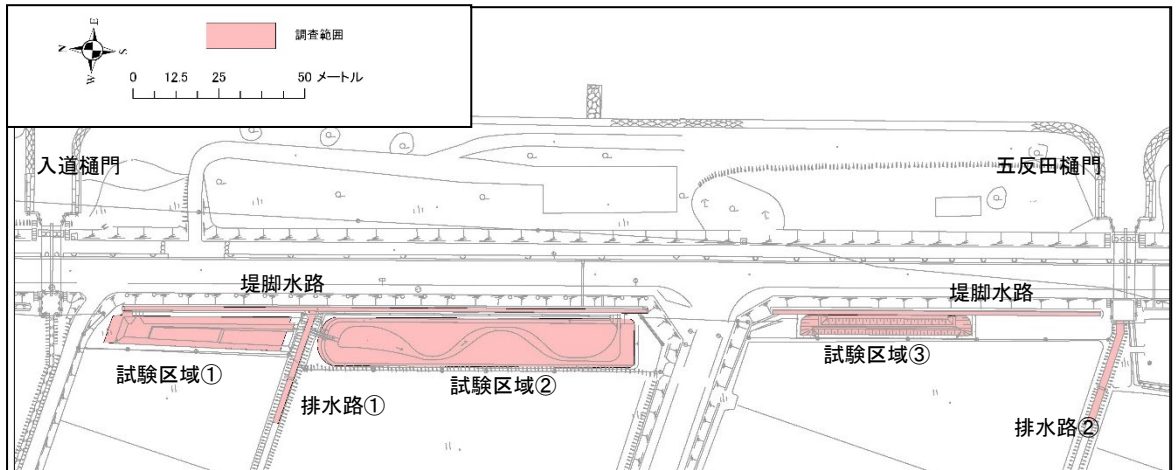 E
N
S
W
調査範囲
0 12.5 25 50 メートル
入道樋門
五反田樋門
堤脚水路
堤脚水路
試験区域①
試験区域②
試験区域③
排水路①
排水路②